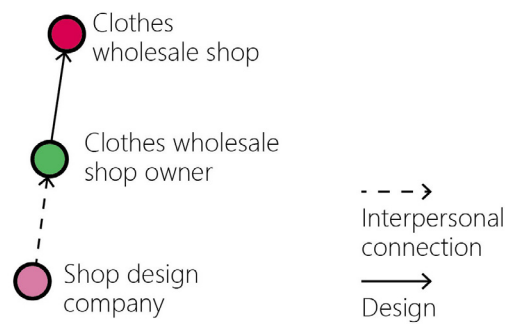 Clothes
wholesale shop
Clothes wholesale
shop owner
Interpersonal
connection
Shop design
company
Design